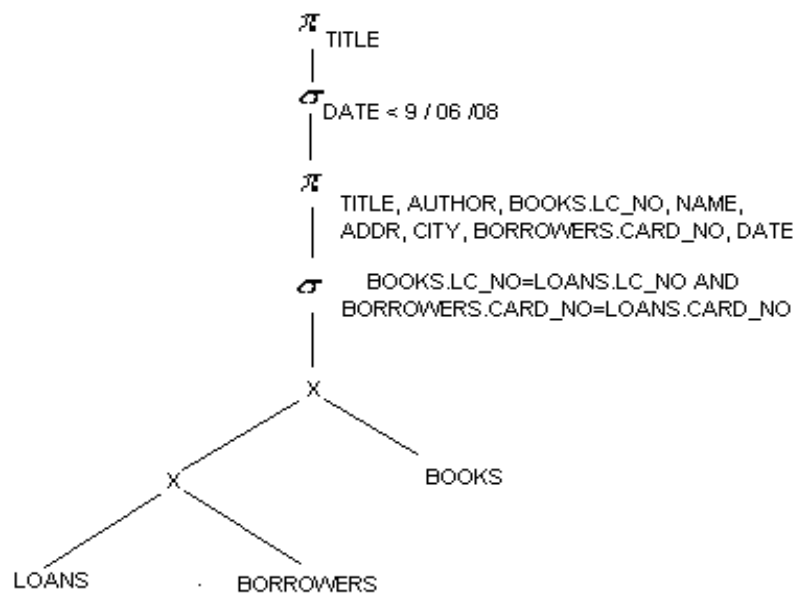 π TITLE
σ DATE < 9 / 06 /08
π
TITLE, AUTHOR, BOOKS.LC_NO, NAME,
ADDR, CITY, BORROWERS.CARD_NO, DATE
σ BOOKS.LC_NO=LOANS.LC_NO AND
BORROWERS.CARD_NO=LOANS.CARD_NO
X
X
BOOKS
LOANS
BORROWERS